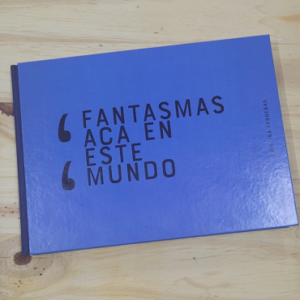 ‘ FANTASMAS
ACA EN
‘ ESTE
MUNDO